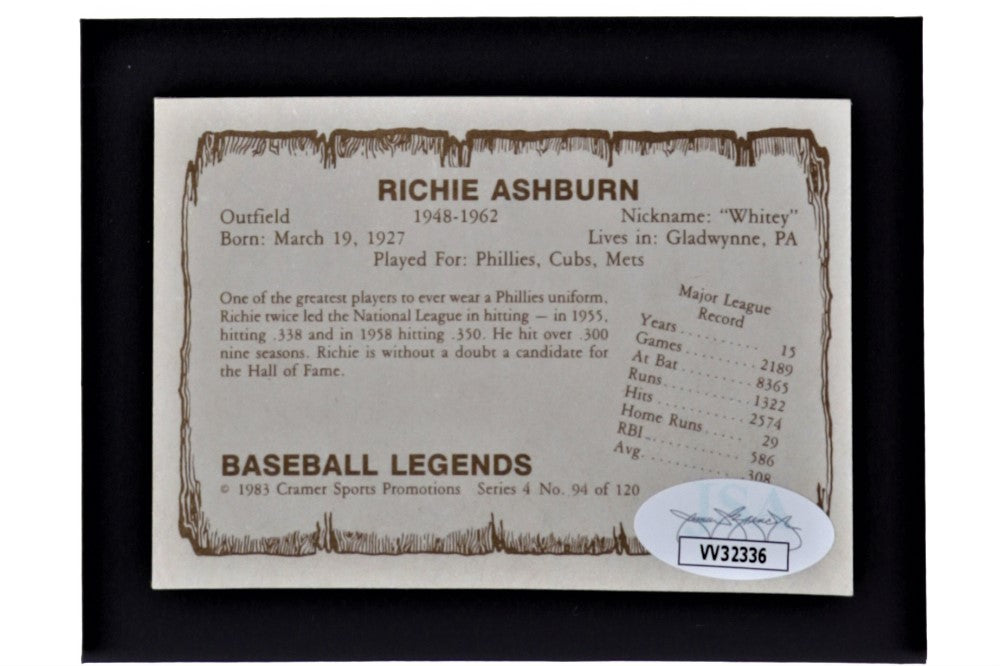 RICHIE ASHBURN
Outfield 1948-1962 Nickname: "Whitey"
Born: March 19, 1927 Lives in: Gladwynne, PA
Played For: Phillies, Cubs, Mets
One of the greatest players to ever wear a Phillies uniform,
Richie twice led the National League in hitting — in 1955,
hitting .338 and in 1958 hitting .350. He hit over .300
nine seasons. Richie is without a doubt a candidate for
the Hall of Fame.
Major League
Record
Years . . . . . . . . . 15
Games . . . . . . . . 2189
At Bat . . . . . . . . 8365
Runs . . . . . . . . . 1322
Hits . . . . . . . . . 2574
Home Runs . . . . . 29
RBI . . . . . . . . . . 586
Avg. . . . . . . . . . .308
BASEBALL LEGENDS
© 1983 Cramer Sports Promotions Series 4 No. 94 of 120
JSA
VV32336